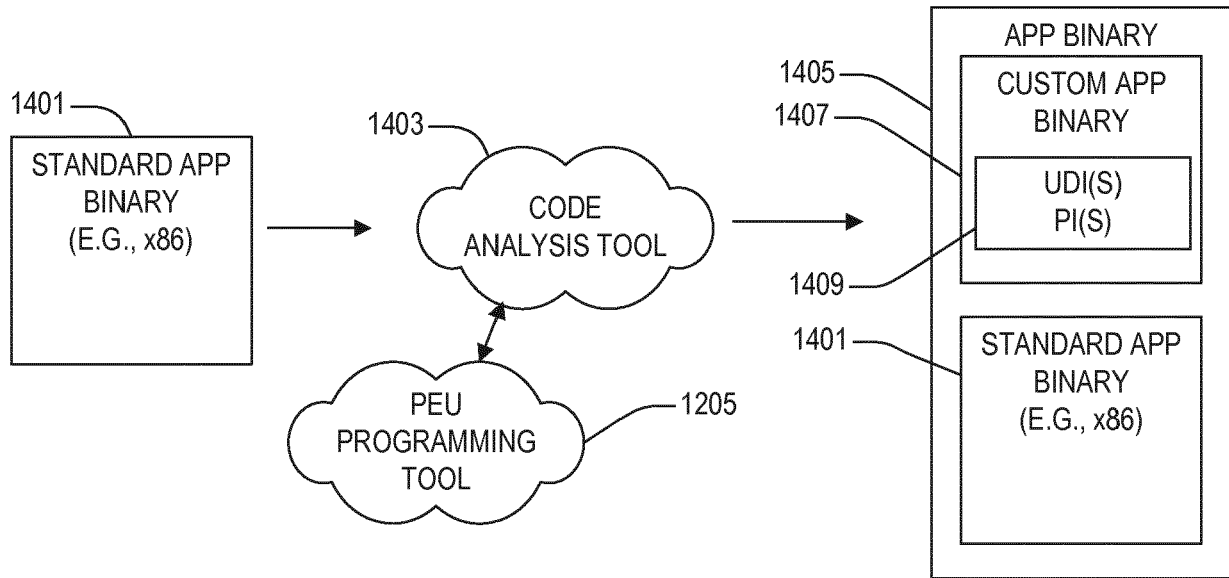 1401
STANDARD APP
BINARY
(E.G., x86)
1403
CODE
ANALYSIS TOOL
PEU
PROGRAMMING
TOOL
1205
APP BINARY
1405
CUSTOM APP
BINARY
1407
UDI(S)
PI(S)
1409
1401
STANDARD APP
BINARY
(E.G., x86)